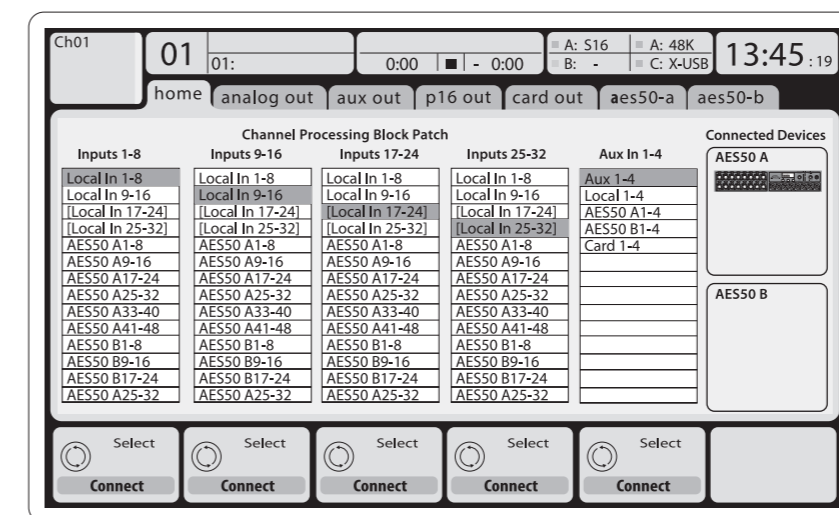 Ch01
01
01:
0:00 - 0:00
A: S16
B: -
A: 48K
C: X-USB
13:45 :19
home analog out aux out p16 out card out aes50-a aes50-b
Channel Processing Block Patch
Connected Devices
Inputs 1-8 Inputs 9-16 Inputs 17-24 Inputs 25-32 Aux In 1-4
AES50 A
Local In 1-8 Local In 1-8 Local In 1-8 Local In 1-8 Aux 1-4
Local In 9-16 Local In 9-16 Local In 9-16 Local In 9-16 Local 1-4
[Local In 17-24] [Local In 17-24] [Local In 17-24] [Local In 17-24] AES50 A1-4
[Local In 25-32] [Local In 25-32] [Local In 25-32] [Local In 25-32] AES50 B1-4
AES50 A1-8 AES50 A1-8 AES50 A1-8 AES50 A1-8 Card 1-4
AES50 A9-16 AES50 A9-16 AES50 A9-16 AES50 A9-16
AES50 A17-24 AES50 A17-24 AES50 A17-24 AES50 A17-24
AES50 A25-32 AES50 A25-32 AES50 A25-32 AES50 A25-32
AES50 B
AES50 A33-40 AES50 A33-40 AES50 A33-40 AES50 A33-40
AES50 A41-48 AES50 A41-48 AES50 A41-48 AES50 A41-48
AES50 B1-8 AES50 B1-8 AES50 B1-8 AES50 B1-8
AES50 B9-16 AES50 B9-16 AES50 B9-16 AES50 B9-16
AES50 B17-24 AES50 B17-24 AES50 B17-24 AES50 B17-24
AES50 A25-32 AES50 A25-32 AES50 A25-32 AES50 A25-32
Select Select Select Select Select
Connect Connect Connect Connect Connect